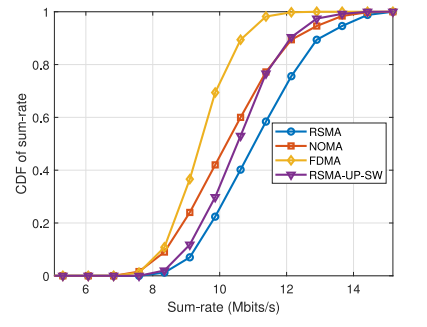 1
0.8
0.6
0.4
0.2
0
CDF of sum-rate
RSMA
NOMA
FDMA
RSMA-UP-SW
6 8 10 12 14
Sum-rate (Mbits/s)